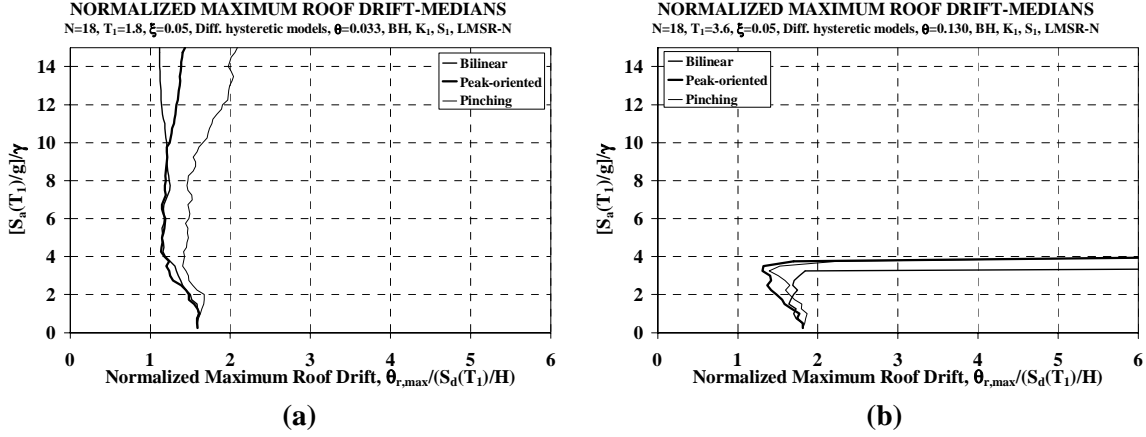 NORMALIZED MAXIMUM ROOF DRIFT-MEDIANS
N=18, T₁=1.8, ξ=0.05, Diff. hysteretic models, θ=0.033, BH, K₁, S₁, LMSR-N
14
12
10
8
6
4
2
0
[Sₐ(T₁)/g]/γ
Bilinear
Peak-oriented
Pinching
0 1 2 3 4 5 6
Normalized Maximum Roof Drift, θr,max/(Sd(T₁)/H)
(a)
NORMALIZED MAXIMUM ROOF DRIFT-MEDIANS
N=18, T₁=3.6, ξ=0.05, Diff. hysteretic models, θ=0.130, BH, K₁, S₁, LMSR-N
14
12
10
8
6
4
2
0
[Sₐ(T₁)/g]/γ
Bilinear
Peak-oriented
Pinching
0 1 2 3 4 5 6
Normalized Maximum Roof Drift, θr,max/(Sd(T₁)/H)
(b)